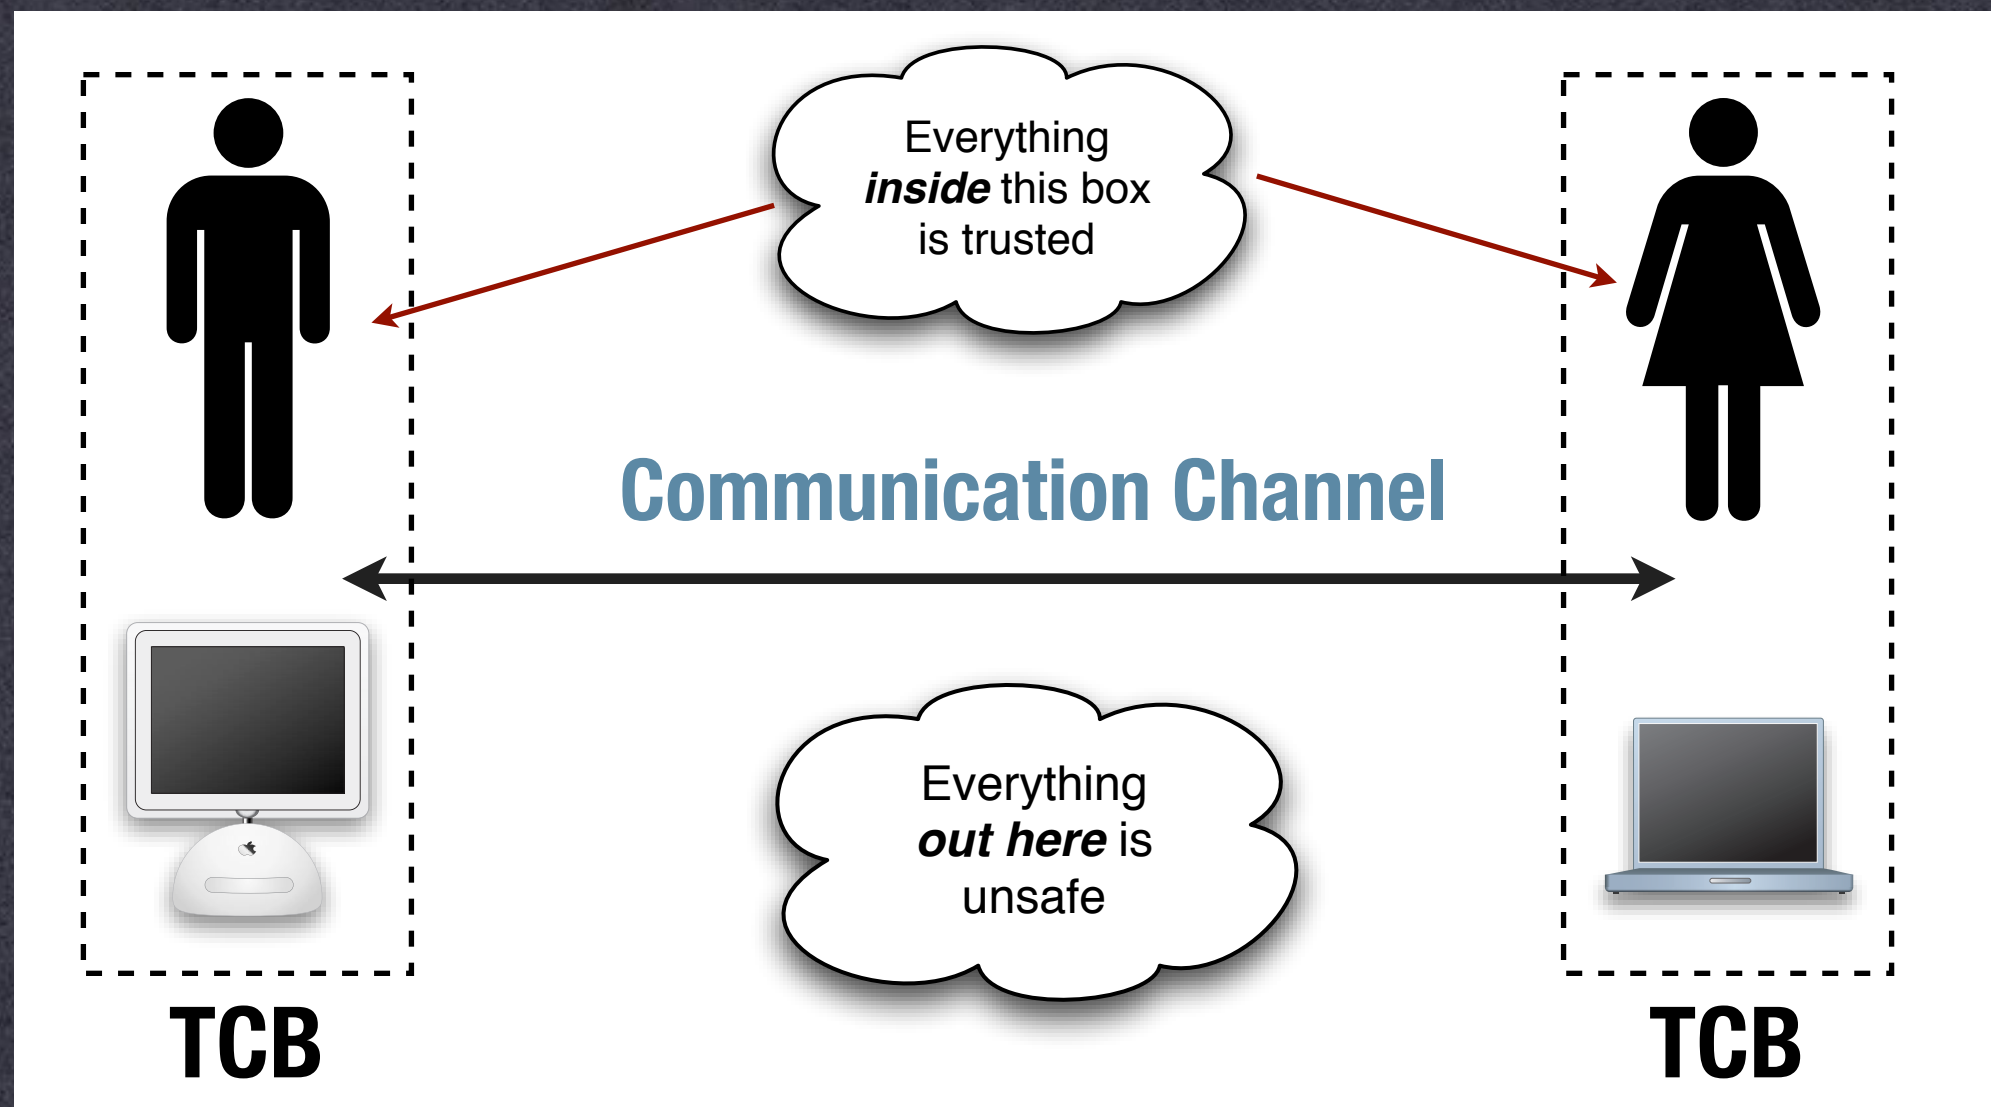 Everything
inside this box
is trusted
Communication Channel
Everything
out here is
unsafe
TCB
TCB